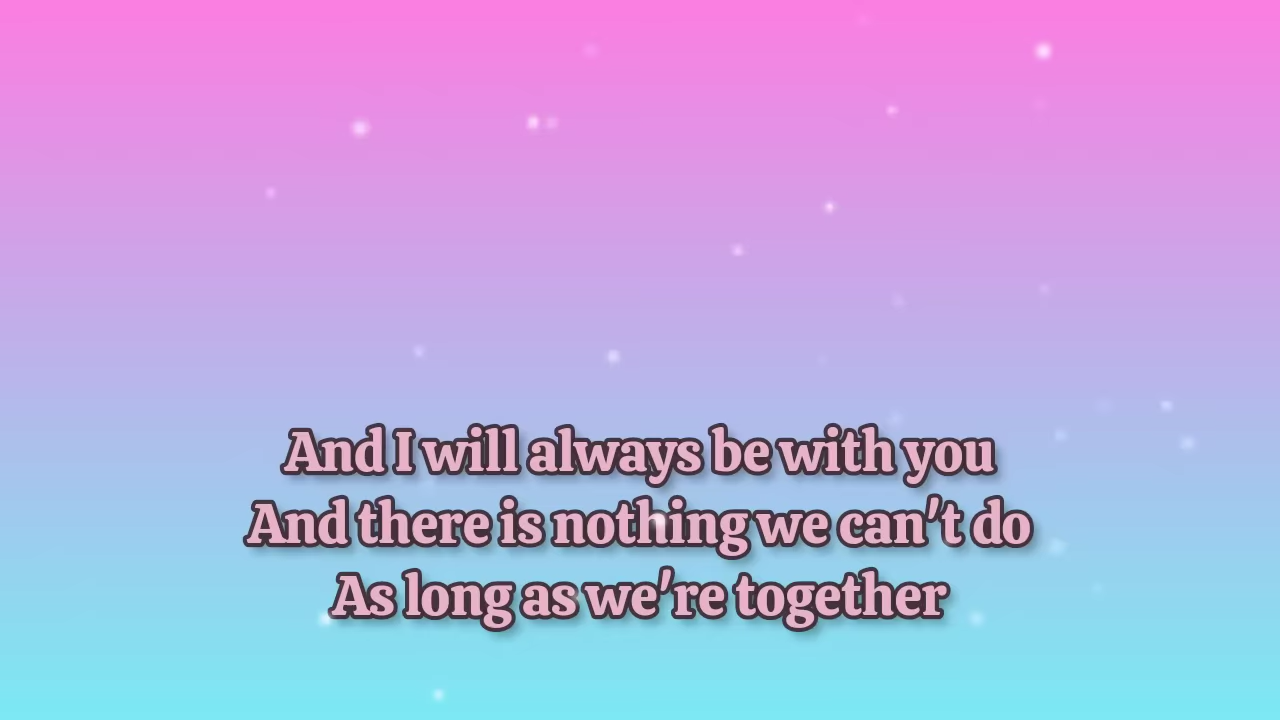 And I will always be with you
And there is nothing we can't do
As long as we're together